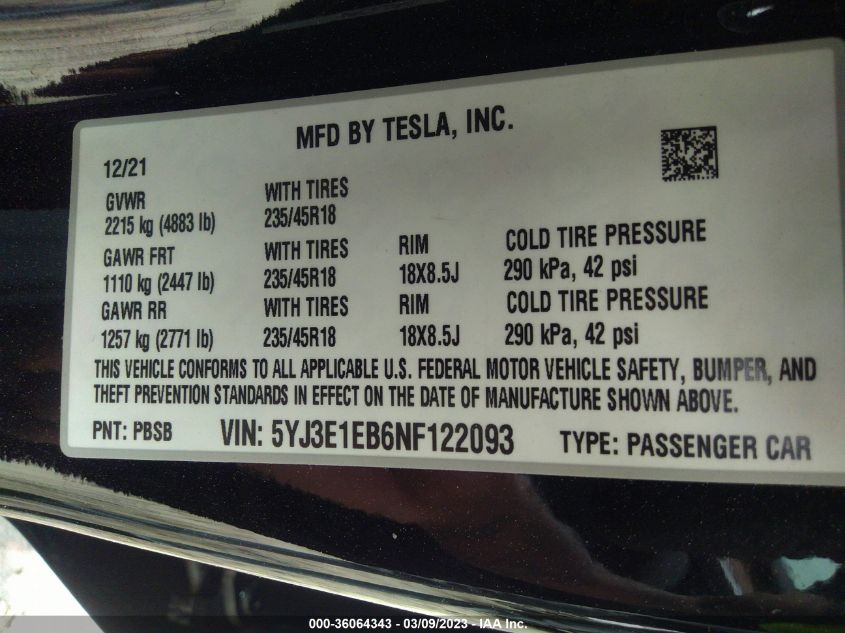 MFD BY TESLA, INC.
12/21
GVWR WITH TIRES
2215 kg (4883 lb) 235/45R18
GAWR FRT WITH TIRES RIM COLD TIRE PRESSURE
1110 kg (2447 lb) 235/45R18 18X8.5J 290 kPa, 42 psi
GAWR RR WITH TIRES RIM COLD TIRE PRESSURE
1257 kg (2771 lb) 235/45R18 18X8.5J 290 kPa, 42 psi
THIS VEHICLE CONFORMS TO ALL APPLICABLE U.S. FEDERAL MOTOR VEHICLE SAFETY, BUMPER, AND
THEFT PREVENTION STANDARDS IN EFFECT ON THE DATE OF MANUFACTURE SHOWN ABOVE.
PNT: PBSB VIN: 5YJ3E1EB6NF122093 TYPE: PASSENGER CAR
000-36064343 — 03/09/2023 — IAA Inc.